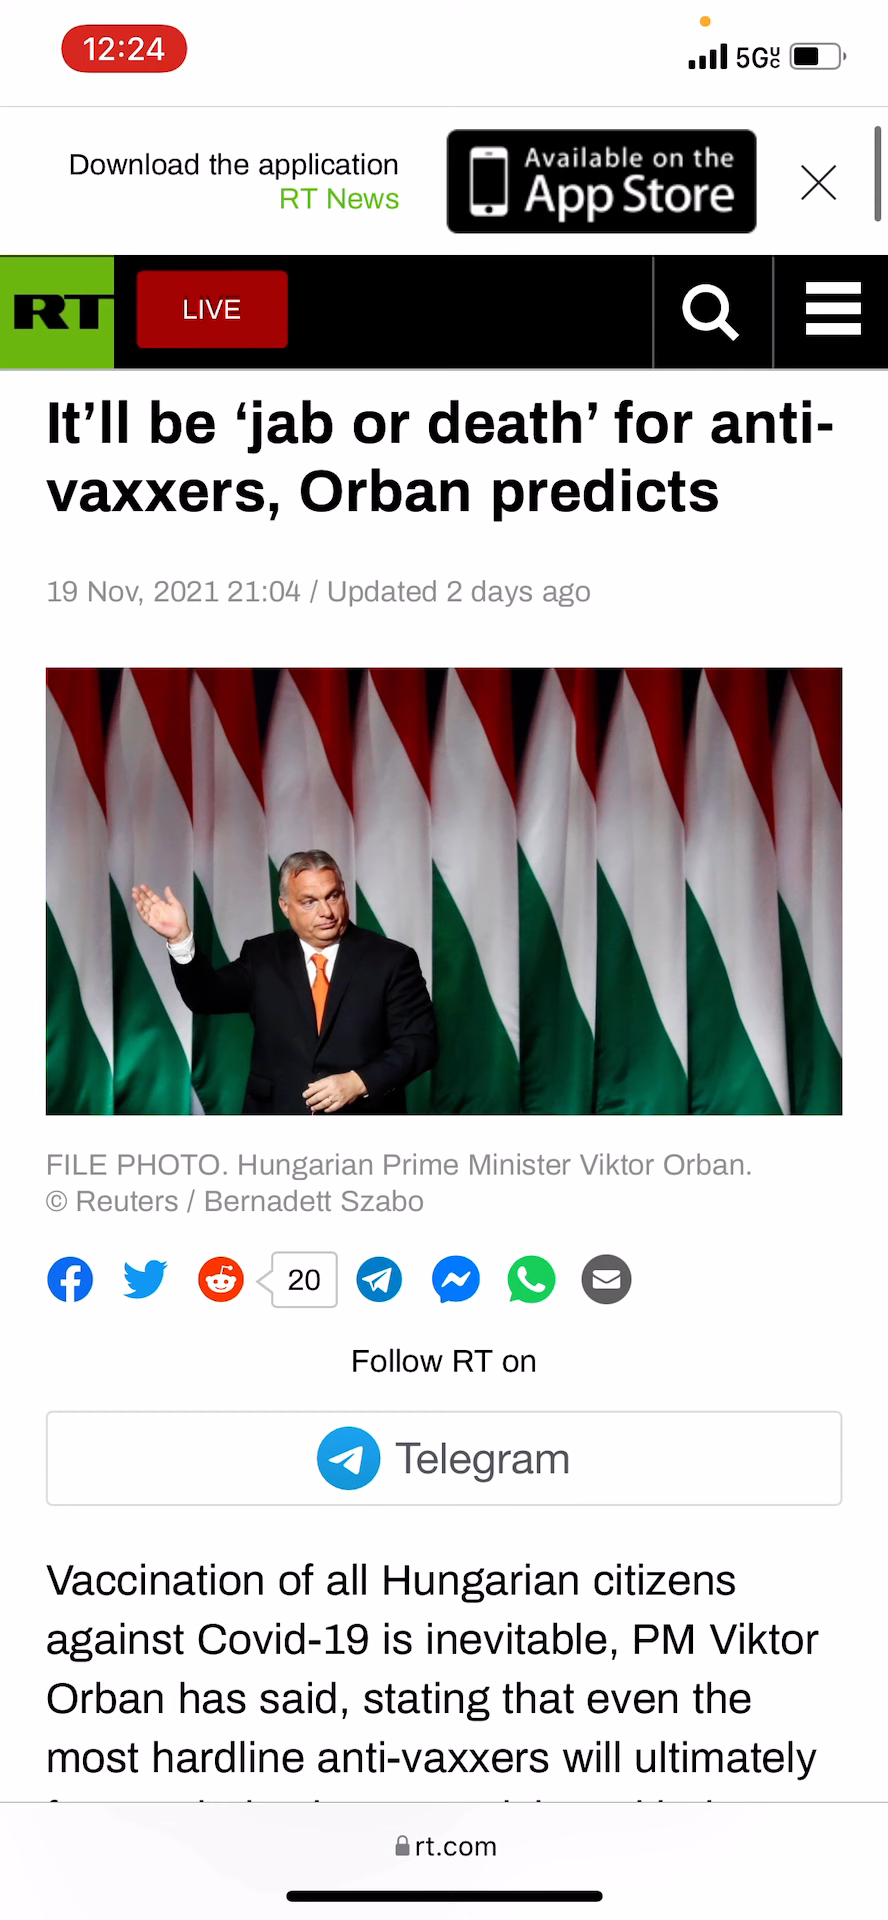 12:24
5GUC
Download the application
RT News
Available on the
App Store
RT
LIVE
It’ll be ‘jab or death’ for anti-
vaxxers, Orban predicts
19 Nov, 2021 21:04 / Updated 2 days ago
FILE PHOTO. Hungarian Prime Minister Viktor Orban.
© Reuters / Bernadett Szabo
20
Follow RT on
Telegram
Vaccination of all Hungarian citizens
against Covid-19 is inevitable, PM Viktor
Orban has said, stating that even the
most hardline anti-vaxxers will ultimately
rt.com